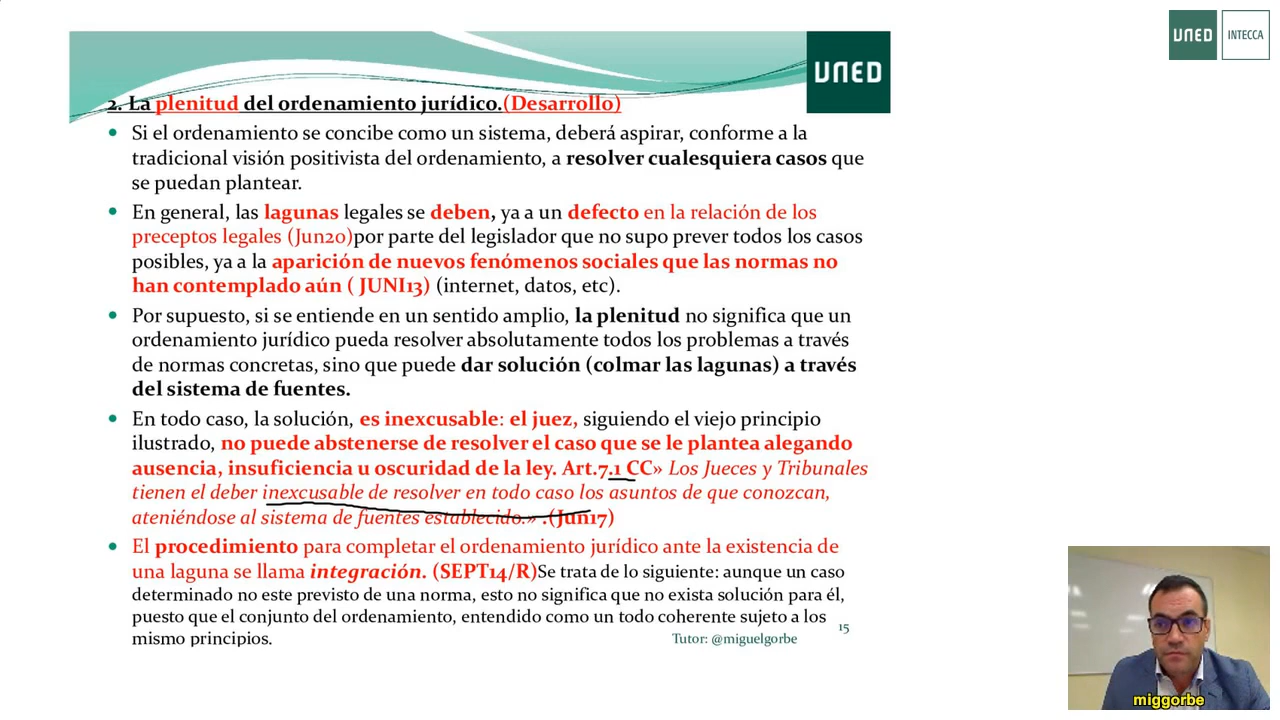 UNED
INTECCA
UNED
2. La plenitud del ordenamiento jurídico.(Desarrollo)
• Si el ordenamiento se concibe como un sistema, deberá aspirar, conforme a la
tradicional visión positivista del ordenamiento, a resolver cualesquiera casos que
se puedan plantear.
• En general, las lagunas legales se deben, ya a un defecto en la relación de los
preceptos legales (Jun20)por parte del legislador que no supo prever todos los casos
posibles, ya a la aparición de nuevos fenómenos sociales que las normas no
han contemplado aún ( JUNI13) (internet, datos, etc).
• Por supuesto, si se entiende en un sentido amplio, la plenitud no significa que un
ordenamiento jurídico pueda resolver absolutamente todos los problemas a través
de normas concretas, sino que puede dar solución (colmar las lagunas) a través
del sistema de fuentes.
• En todo caso, la solución, es inexcusable: el juez, siguiendo el viejo principio
ilustrado, no puede abstenerse de resolver el caso que se le plantea alegando
ausencia, insuficiencia u oscuridad de la ley. Art.7.1 CC» Los Jueces y Tribunales
tienen el deber inexcusable de resolver en todo caso los asuntos de que conozcan,
ateniéndose al sistema de fuentes establecido.» .(Jun17)
• El procedimiento para completar el ordenamiento jurídico ante la existencia de
una laguna se llama integración. (SEPT14/R)Se trata de lo siguiente: aunque un caso
determinado no este previsto de una norma, esto no significa que no exista solución para él,
puesto que el conjunto del ordenamiento, entendido como un todo coherente sujeto a los
mismo principios.
15
Tutor: @miguelgorbe
miggorbe